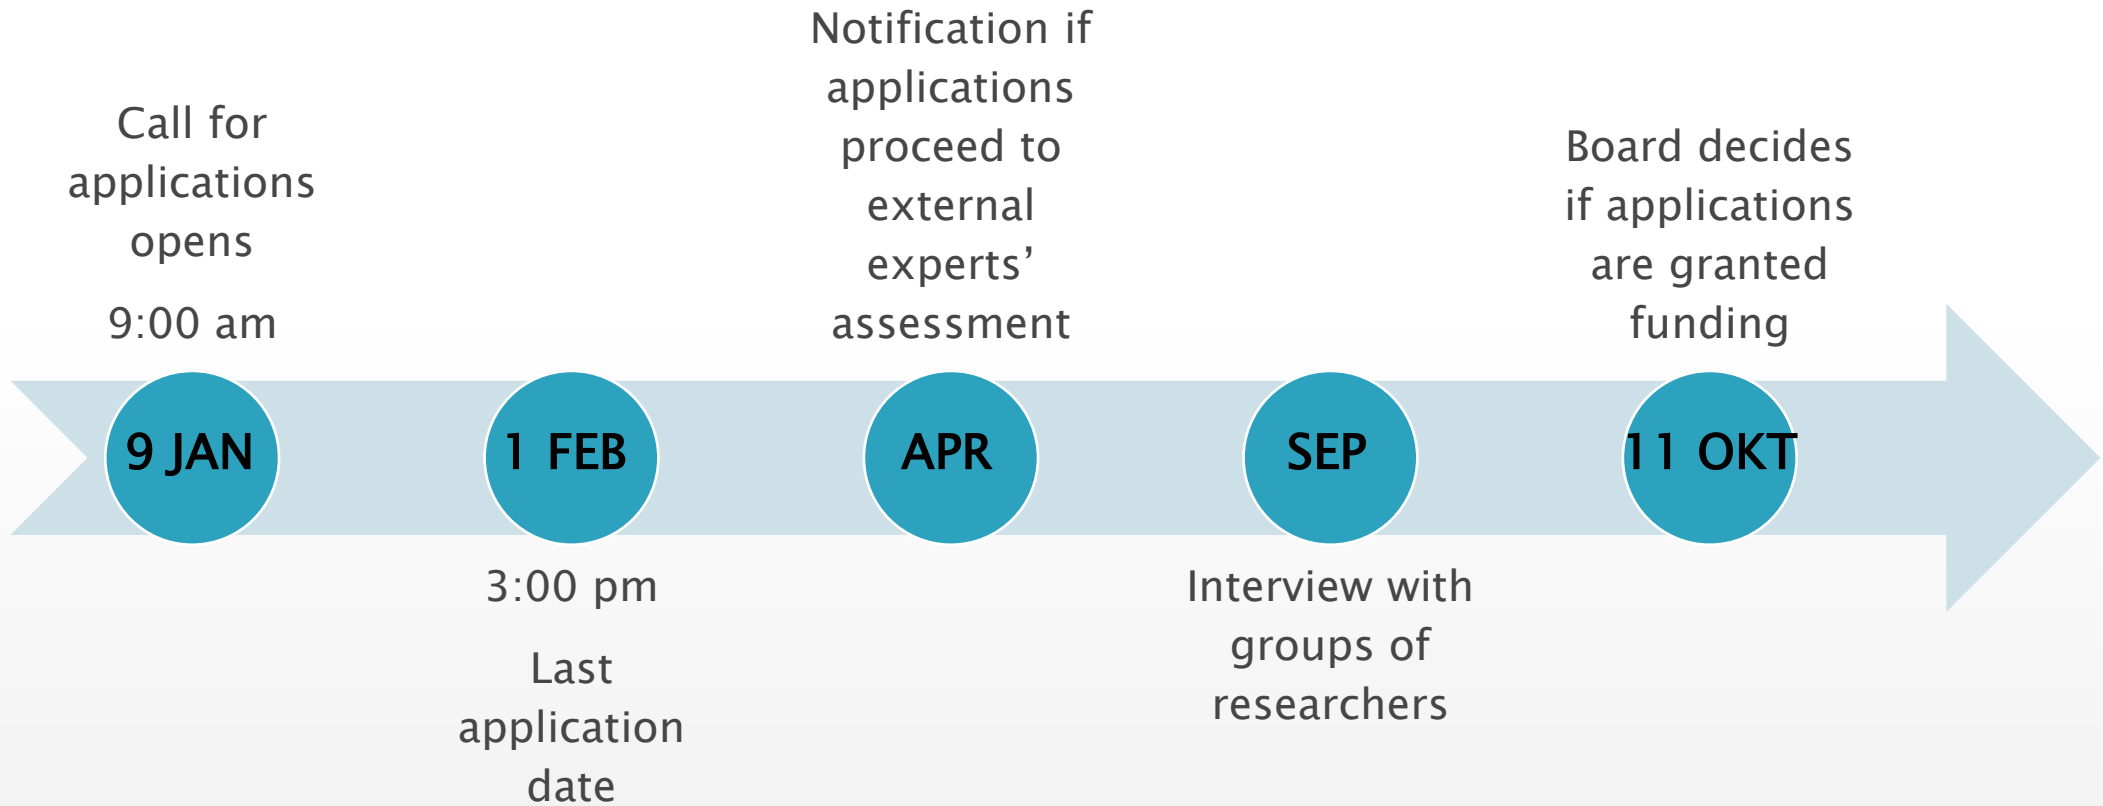 Call for
applications
opens
9:00 am
9 JAN
1 FEB
3:00 pm
Last
application
date
Notification if
applications
proceed to
external
experts’
assessment
APR
SEP
Interview with
groups of
researchers
Board decides
if applications
are granted
funding
11 OKT